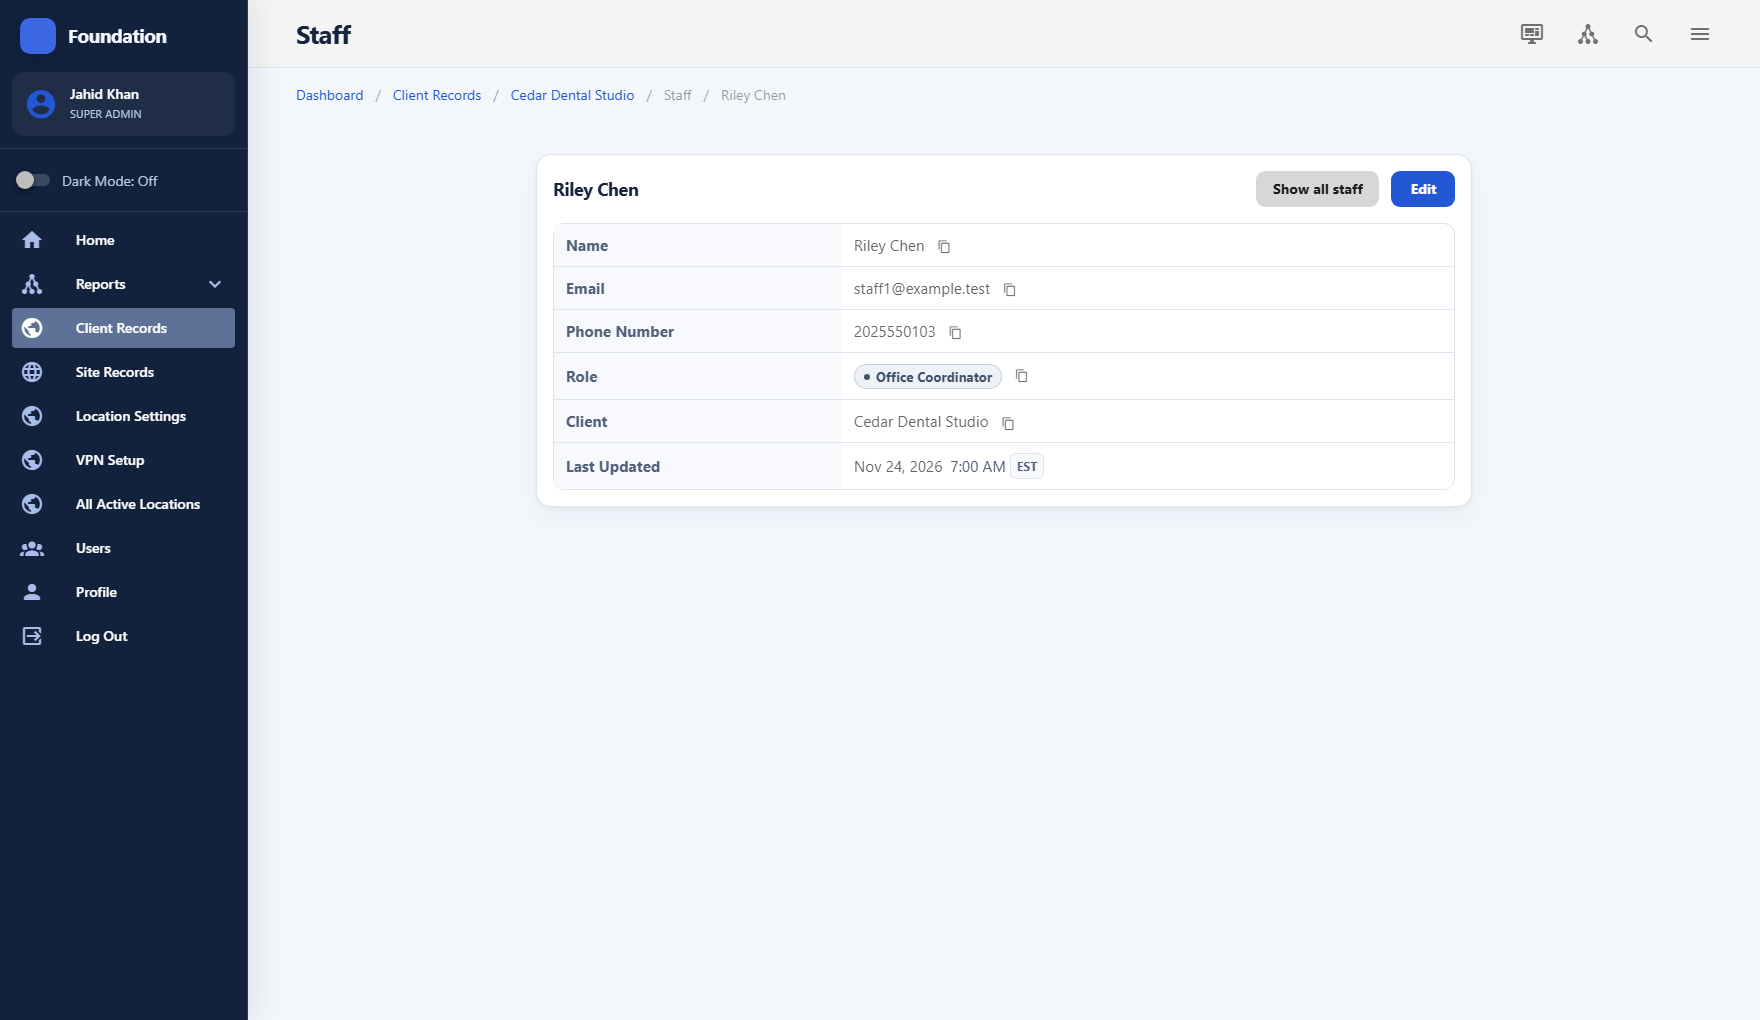 Foundation
Jahid Khan
SUPER ADMIN
Dark Mode: Off
Home
Reports
Client Records
Site Records
Location Settings
VPN Setup
All Active Locations
Users
Profile
Log Out
Staff
Dashboard / Client Records / Cedar Dental Studio / Staff / Riley Chen
Riley Chen
Show all staff
Edit
Name Riley Chen
Email staff1@example.test
Phone Number 2025550103
Role Office Coordinator
Client Cedar Dental Studio
Last Updated Nov 24, 2026 7:00 AM EST